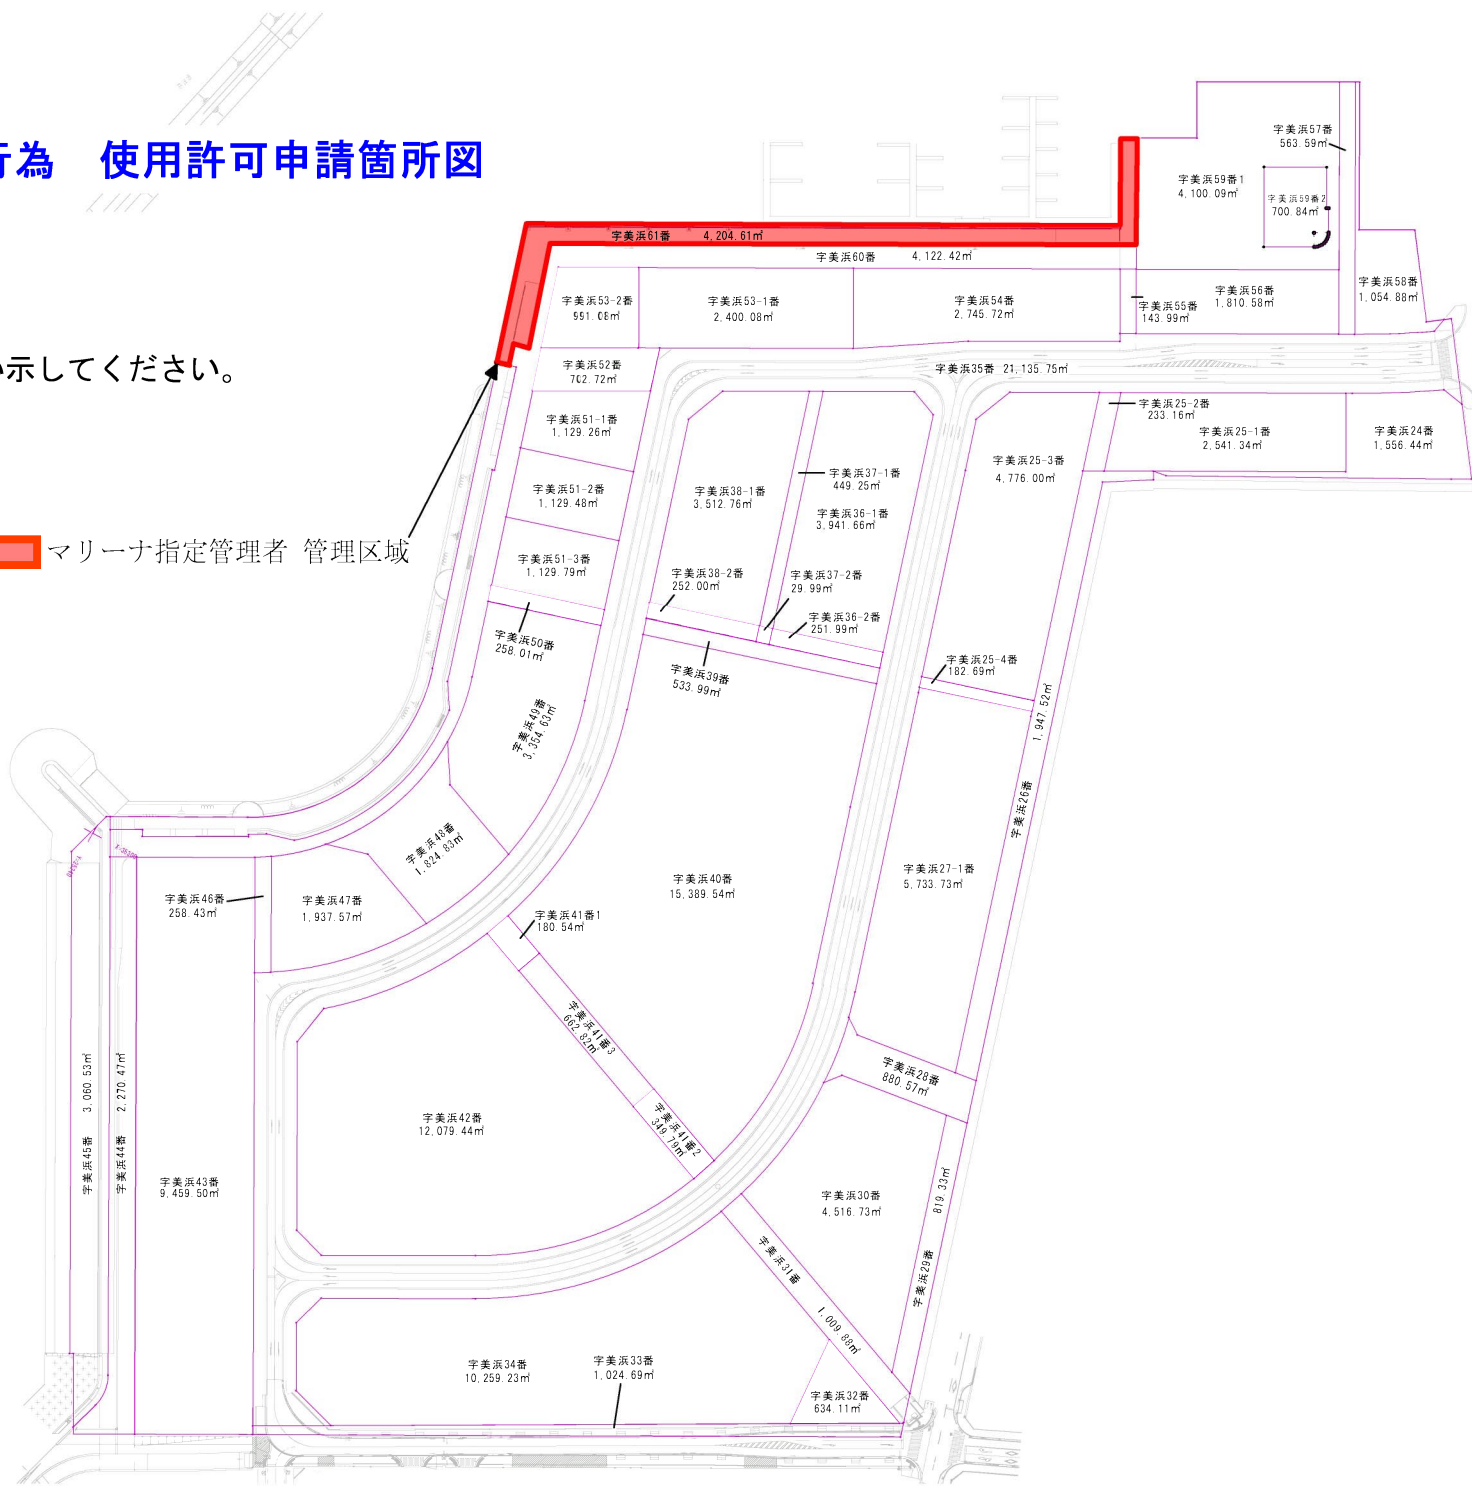 行為　使用許可申請箇所図
示してください。
マリーナ指定管理者 管理区域
字美浜57番
563.59㎡
字美浜59番1
4,100.09㎡
字美浜59番2
700.84㎡
字美浜61番 4,204.61㎡
字美浜60番 4,122.42㎡
字美浜58番
1,054.88㎡
字美浜56番
1,810.58㎡
字美浜55番
143.99㎡
字美浜53-2番
991.08㎡
字美浜53-1番
2,400.08㎡
字美浜54番
2,745.72㎡
字美浜52番
702.72㎡
字美浜35番 21,135.75㎡
字美浜25-2番
233.16㎡
字美浜25-1番
2,541.34㎡
字美浜24番
1,556.44㎡
字美浜51-1番
1,129.26㎡
字美浜25-3番
4,776.00㎡
字美浜37-1番
449.25㎡
字美浜38-1番
3,512.76㎡
字美浜51-2番
1,129.48㎡
字美浜36-1番
3,941.66㎡
字美浜51-3番
1,129.79㎡
字美浜38-2番
252.00㎡
字美浜37-2番
29.99㎡
字美浜36-2番
251.99㎡
字美浜50番
258.01㎡
字美浜39番
533.99㎡
字美浜25-4番
182.69㎡
字美浜49番
3,354.63㎡
字美浜26番 1,947.52㎡
字美浜48番
1,824.83㎡
字美浜40番
15,389.54㎡
字美浜27-1番
5,733.73㎡
字美浜46番
258.43㎡
字美浜47番
1,937.57㎡
字美浜41番1
180.54㎡
字美浜41番3
662.82㎡
字美浜28番
880.57㎡
字美浜42番
12,079.44㎡
字美浜41番2
349.79㎡
字美浜45番 3,060.53㎡
字美浜44番 2,270.47㎡
字美浜43番
9,459.50㎡
字美浜30番
4,516.73㎡
字美浜29番 819.33㎡
字美浜31番 1,009.88㎡
字美浜34番
10,259.23㎡
字美浜33番
1,024.69㎡
字美浜32番
634.11㎡